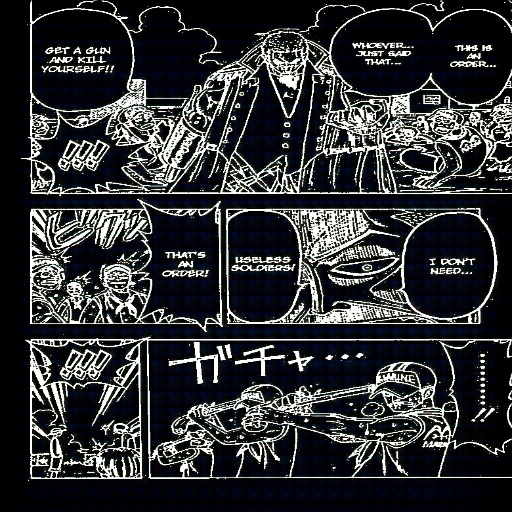 THIS IS
AN
ORDER...
WHOEVER...
JUST SAID
THAT...
GET A GUN
AND KILL
YOURSELF!!
!!!
I DON'T
NEED...
USELESS
SOLDIERS!
THAT'S
AN
ORDER!
.........!!
ガチャ...
MARINE
!!!